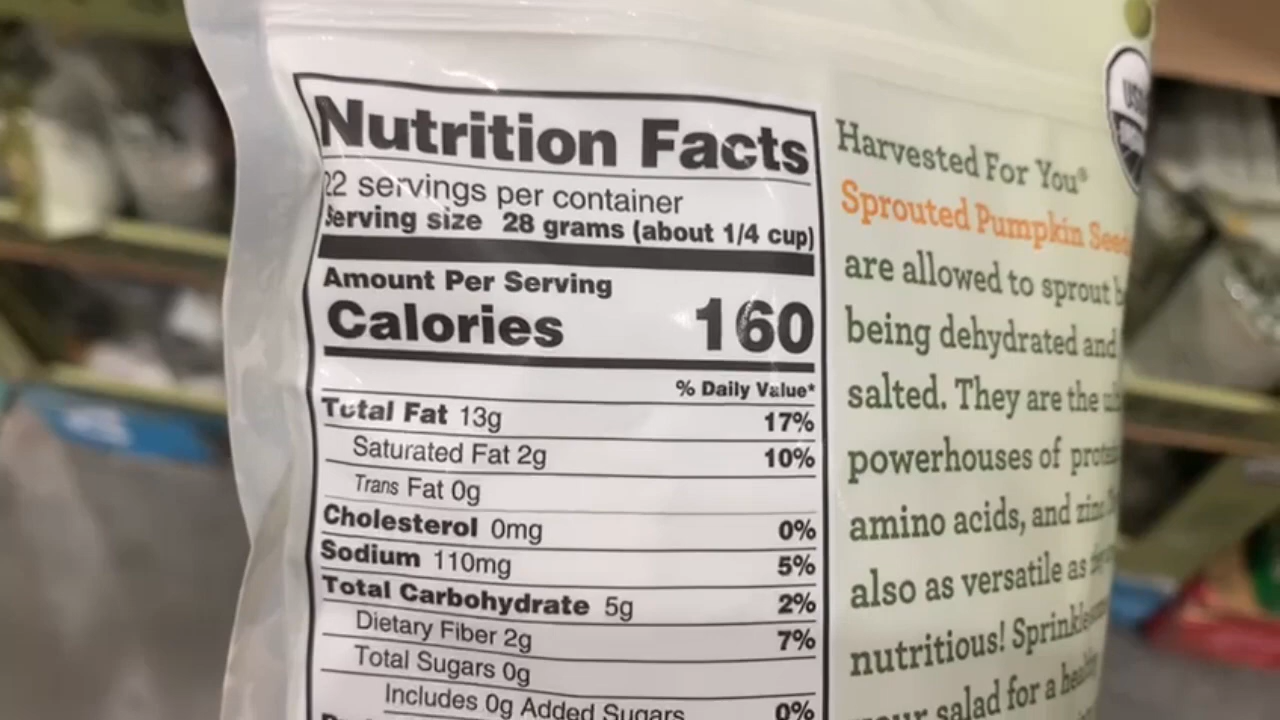 Nutrition Facts
22 servings per container
Serving size 28 grams (about 1/4 cup)
Amount Per Serving
Calories 160
% Daily Value*
Total Fat 13g 17%
Saturated Fat 2g 10%
Trans Fat 0g
Cholesterol 0mg 0%
Sodium 110mg 5%
Total Carbohydrate 5g 2%
Dietary Fiber 2g 7%
Total Sugars 0g
Includes 0g Added Sugars 0%
Harvested For You®
Sprouted Pumpkin Seeds
are allowed to sprout
being dehydrated and
salted. They are the
powerhouses of
amino acids, and zinc
also as versatile as
nutritious! Sprinkle
salad for a
USDA